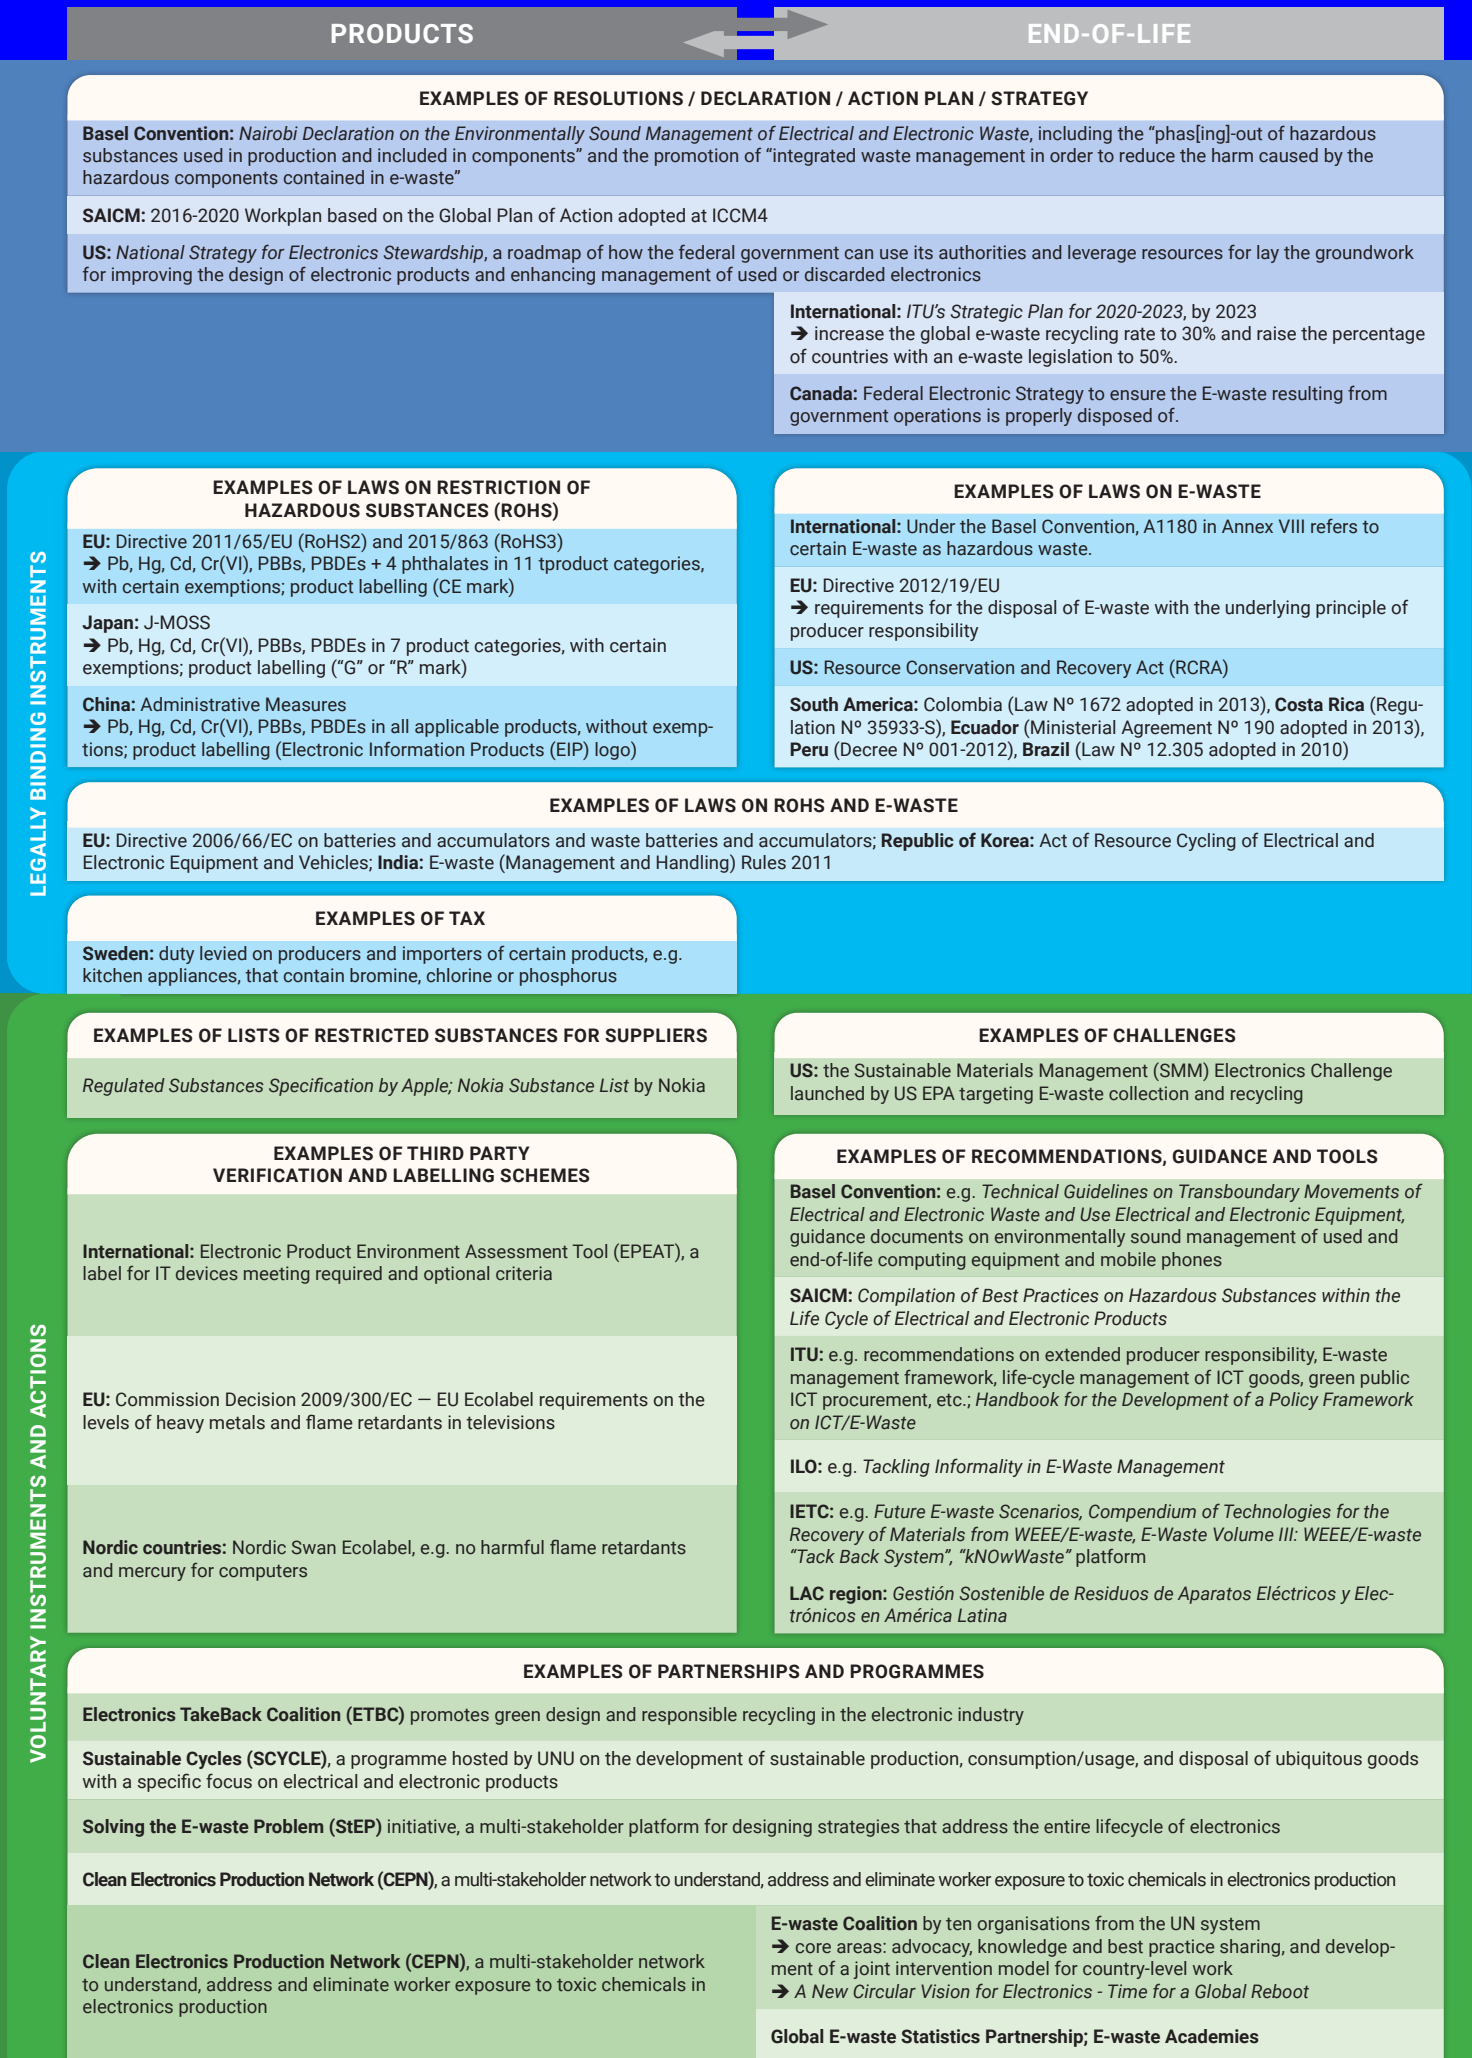 PRODUCTS
END-OF-LIFE
EXAMPLES OF RESOLUTIONS / DECLARATION / ACTION PLAN / STRATEGY
Basel Convention: Nairobi Declaration on the Environmentally Sound Management of Electrical and Electronic Waste, including the “phas[ing]-out of hazardous
substances used in production and included in components” and the promotion of “integrated waste management in order to reduce the harm caused by the
hazardous components contained in e-waste”
SAICM: 2016-2020 Workplan based on the Global Plan of Action adopted at ICCM4
US: National Strategy for Electronics Stewardship, a roadmap of how the federal government can use its authorities and leverage resources for lay the groundwork
for improving the design of electronic products and enhancing management of used or discarded electronics
International: ITU’s Strategic Plan for 2020-2023, by 2023
➔ increase the global e-waste recycling rate to 30% and raise the percentage
of countries with an e-waste legislation to 50%.
Canada: Federal Electronic Strategy to ensure the E-waste resulting from
government operations is properly disposed of.
LEGALLY BINDING INSTRUMENTS
EXAMPLES OF LAWS ON RESTRICTION OF
HAZARDOUS SUBSTANCES (ROHS)
EU: Directive 2011/65/EU (RoHS2) and 2015/863 (RoHS3)
➔ Pb, Hg, Cd, Cr(VI), PBBs, PBDEs + 4 phthalates in 11 tproduct categories,
with certain exemptions; product labelling (CE mark)
Japan: J-MOSS
➔ Pb, Hg, Cd, Cr(VI), PBBs, PBDEs in 7 product categories, with certain
exemptions; product labelling (“G” or “R” mark)
China: Administrative Measures
➔ Pb, Hg, Cd, Cr(VI), PBBs, PBDEs in all applicable products, without exemp-
tions; product labelling (Electronic Information Products (EIP) logo)
EXAMPLES OF LAWS ON E-WASTE
International: Under the Basel Convention, A1180 in Annex VIII refers to
certain E-waste as hazardous waste.
EU: Directive 2012/19/EU
➔ requirements for the disposal of E-waste with the underlying principle of
producer responsibility
US: Resource Conservation and Recovery Act (RCRA)
South America: Colombia (Law Nº 1672 adopted in 2013), Costa Rica (Regu-
lation Nº 35933-S), Ecuador (Ministerial Agreement Nº 190 adopted in 2013),
Peru (Decree Nº 001-2012), Brazil (Law Nº 12.305 adopted in 2010)
EXAMPLES OF LAWS ON ROHS AND E-WASTE
EU: Directive 2006/66/EC on batteries and accumulators and waste batteries and accumulators; Republic of Korea: Act of Resource Cycling of Electrical and
Electronic Equipment and Vehicles; India: E-waste (Management and Handling) Rules 2011
EXAMPLES OF TAX
Sweden: duty levied on producers and importers of certain products, e.g.
kitchen appliances, that contain bromine, chlorine or phosphorus
VOLUNTARY INSTRUMENTS AND ACTIONS
EXAMPLES OF LISTS OF RESTRICTED SUBSTANCES FOR SUPPLIERS
Regulated Substances Specification by Apple; Nokia Substance List by Nokia
EXAMPLES OF CHALLENGES
US: the Sustainable Materials Management (SMM) Electronics Challenge
launched by US EPA targeting E-waste collection and recycling
EXAMPLES OF THIRD PARTY
VERIFICATION AND LABELLING SCHEMES
International: Electronic Product Environment Assessment Tool (EPEAT), a
label for IT devices meeting required and optional criteria
EU: Commission Decision 2009/300/EC — EU Ecolabel requirements on the
levels of heavy metals and flame retardants in televisions
Nordic countries: Nordic Swan Ecolabel, e.g. no harmful flame retardants
and mercury for computers
EXAMPLES OF RECOMMENDATIONS, GUIDANCE AND TOOLS
Basel Convention: e.g. Technical Guidelines on Transboundary Movements of
Electrical and Electronic Waste and Use Electrical and Electronic Equipment,
guidance documents on environmentally sound management of used and
end-of-life computing equipment and mobile phones
SAICM: Compilation of Best Practices on Hazardous Substances within the
Life Cycle of Electrical and Electronic Products
ITU: e.g. recommendations on extended producer responsibility, E-waste
management framework, life-cycle management of ICT goods, green public
ICT procurement, etc.; Handbook for the Development of a Policy Framework
on ICT/E-Waste
ILO: e.g. Tackling Informality in E-Waste Management
IETC: e.g. Future E-waste Scenarios, Compendium of Technologies for the
Recovery of Materials from WEEE/E-waste, E-Waste Volume III: WEEE/E-waste
“Tack Back System”, “kNOwWaste” platform
LAC region: Gestión Sostenible de Residuos de Aparatos Eléctricos y Elec-
trónicos en América Latina
EXAMPLES OF PARTNERSHIPS AND PROGRAMMES
Electronics TakeBack Coalition (ETBC) promotes green design and responsible recycling in the electronic industry
Sustainable Cycles (SCYCLE), a programme hosted by UNU on the development of sustainable production, consumption/usage, and disposal of ubiquitous goods
with a specific focus on electrical and electronic products
Solving the E-waste Problem (StEP) initiative, a multi-stakeholder platform for designing strategies that address the entire lifecycle of electronics
Clean Electronics Production Network (CEPN), a multi-stakeholder network to understand, address and eliminate worker exposure to toxic chemicals in electronics production
Clean Electronics Production Network (CEPN), a multi-stakeholder network
to understand, address and eliminate worker exposure to toxic chemicals in
electronics production
E-waste Coalition by ten organisations from the UN system
➔ core areas: advocacy, knowledge and best practice sharing, and develop-
ment of a joint intervention model for country-level work
➔ A New Circular Vision for Electronics - Time for a Global Reboot
Global E-waste Statistics Partnership; E-waste Academies